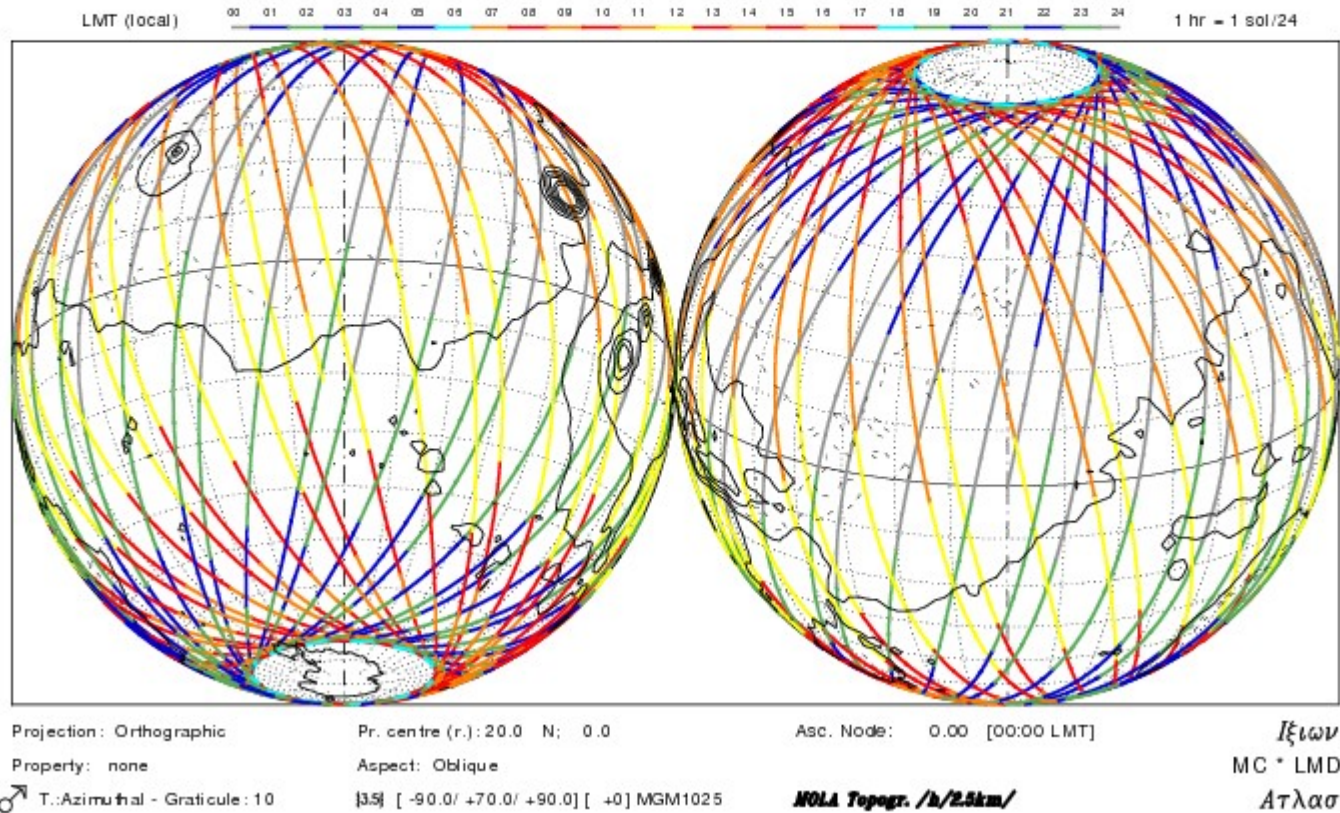 LMT (local) 00 01 02 03 04 05 06 07 08 09 10 11 12 13 14 15 16 17 18 19 20 21 22 23 24 1 hr = 1 sol/24
Projection: Orthographic Pr. centre (r.): 20.0 N; 0.0 Asc. Node: 0.00 [00:00 LMT] Ιξιων
Property: none Aspect: Oblique MC * LMD
♂ T.:Azimuthal - Graticule: 10 |3.5| [ -90.0/ +70.0/ +90.0] [ +0] MGM1025 MOLA Topogr. /h/2.5km/ Ατλασ